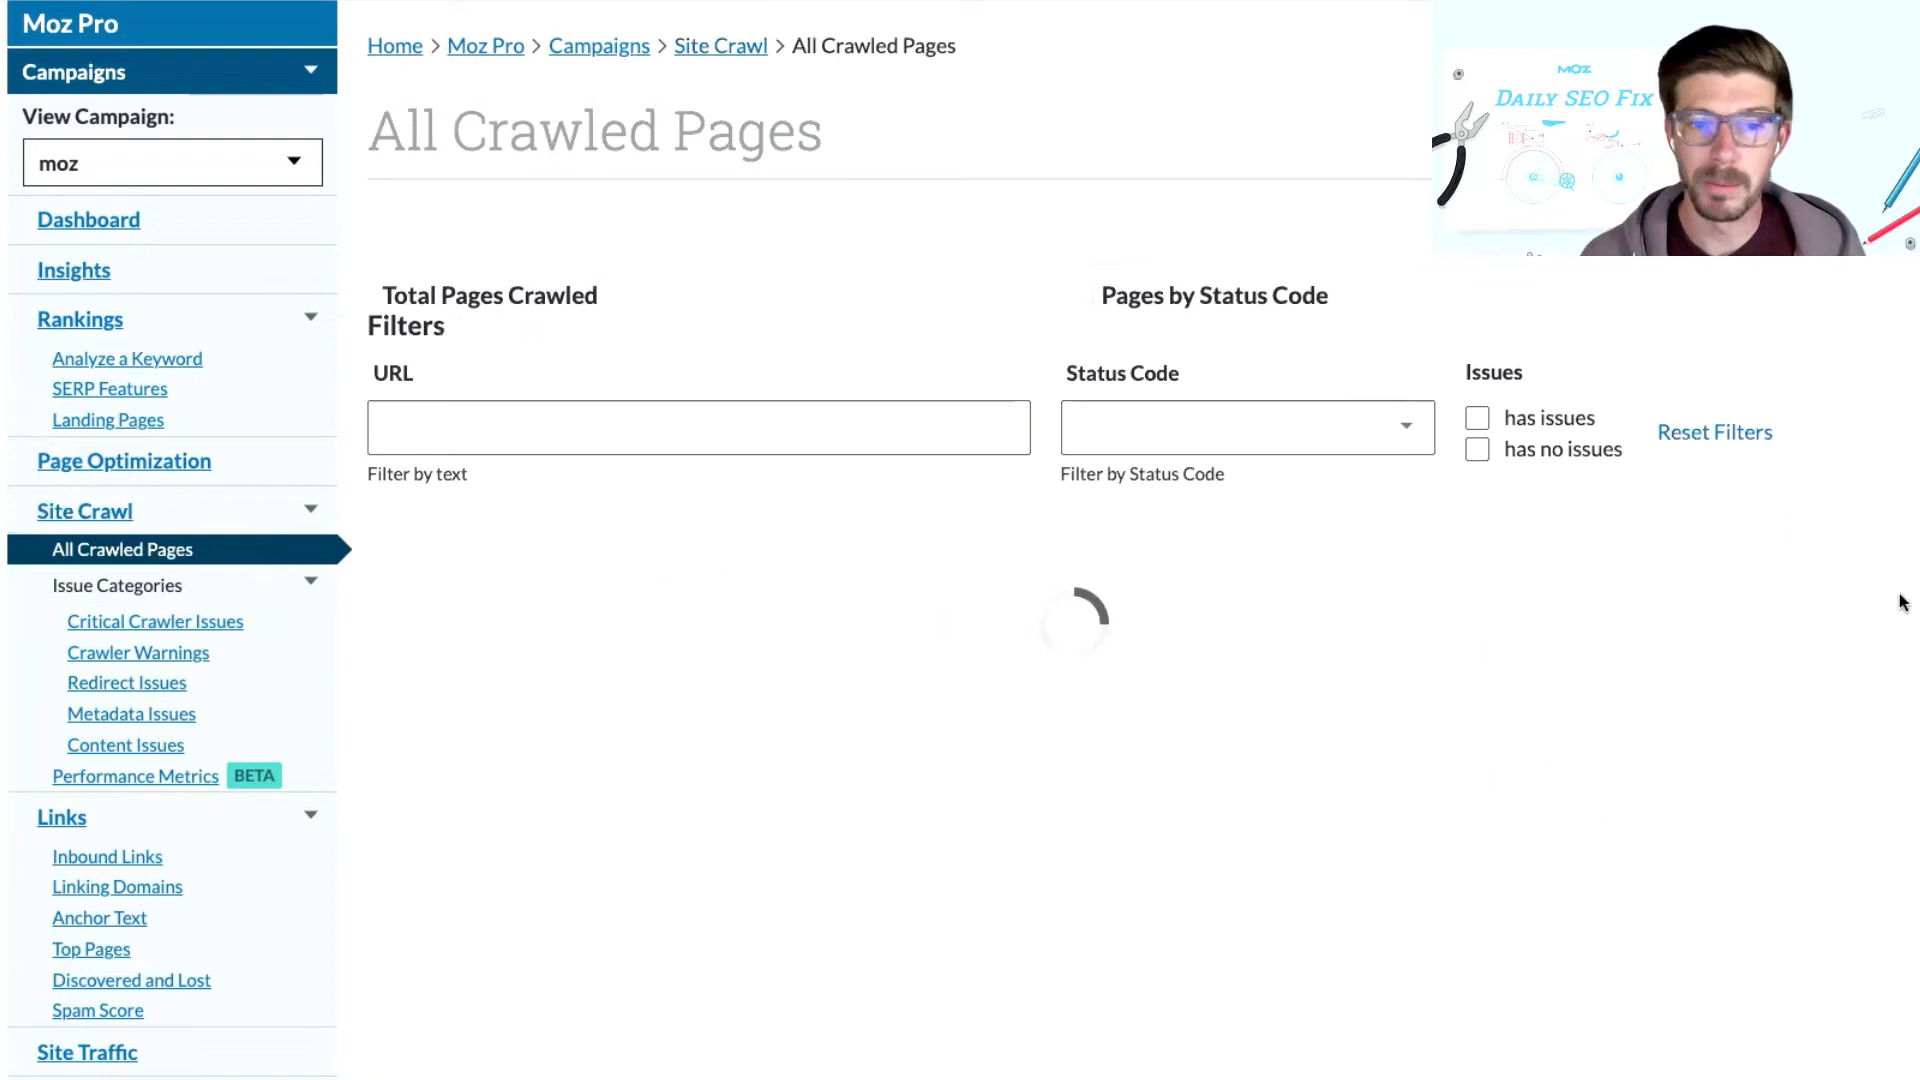 Moz Pro
Campaigns
View Campaign:
moz
Dashboard
Insights
Rankings
Analyze a Keyword
SERP Features
Landing Pages
Page Optimization
Site Crawl
All Crawled Pages
Issue Categories
Critical Crawler Issues
Crawler Warnings
Redirect Issues
Metadata Issues
Content Issues
Performance Metrics BETA
Links
Inbound Links
Linking Domains
Anchor Text
Top Pages
Discovered and Lost
Spam Score
Site Traffic
Home > Moz Pro > Campaigns > Site Crawl > All Crawled Pages
All Crawled Pages
MOZ
DAILY SEO FIX
Total Pages Crawled
Pages by Status Code
Filters
URL
Filter by text
Status Code
Filter by Status Code
Issues
has issues
has no issues
Reset Filters